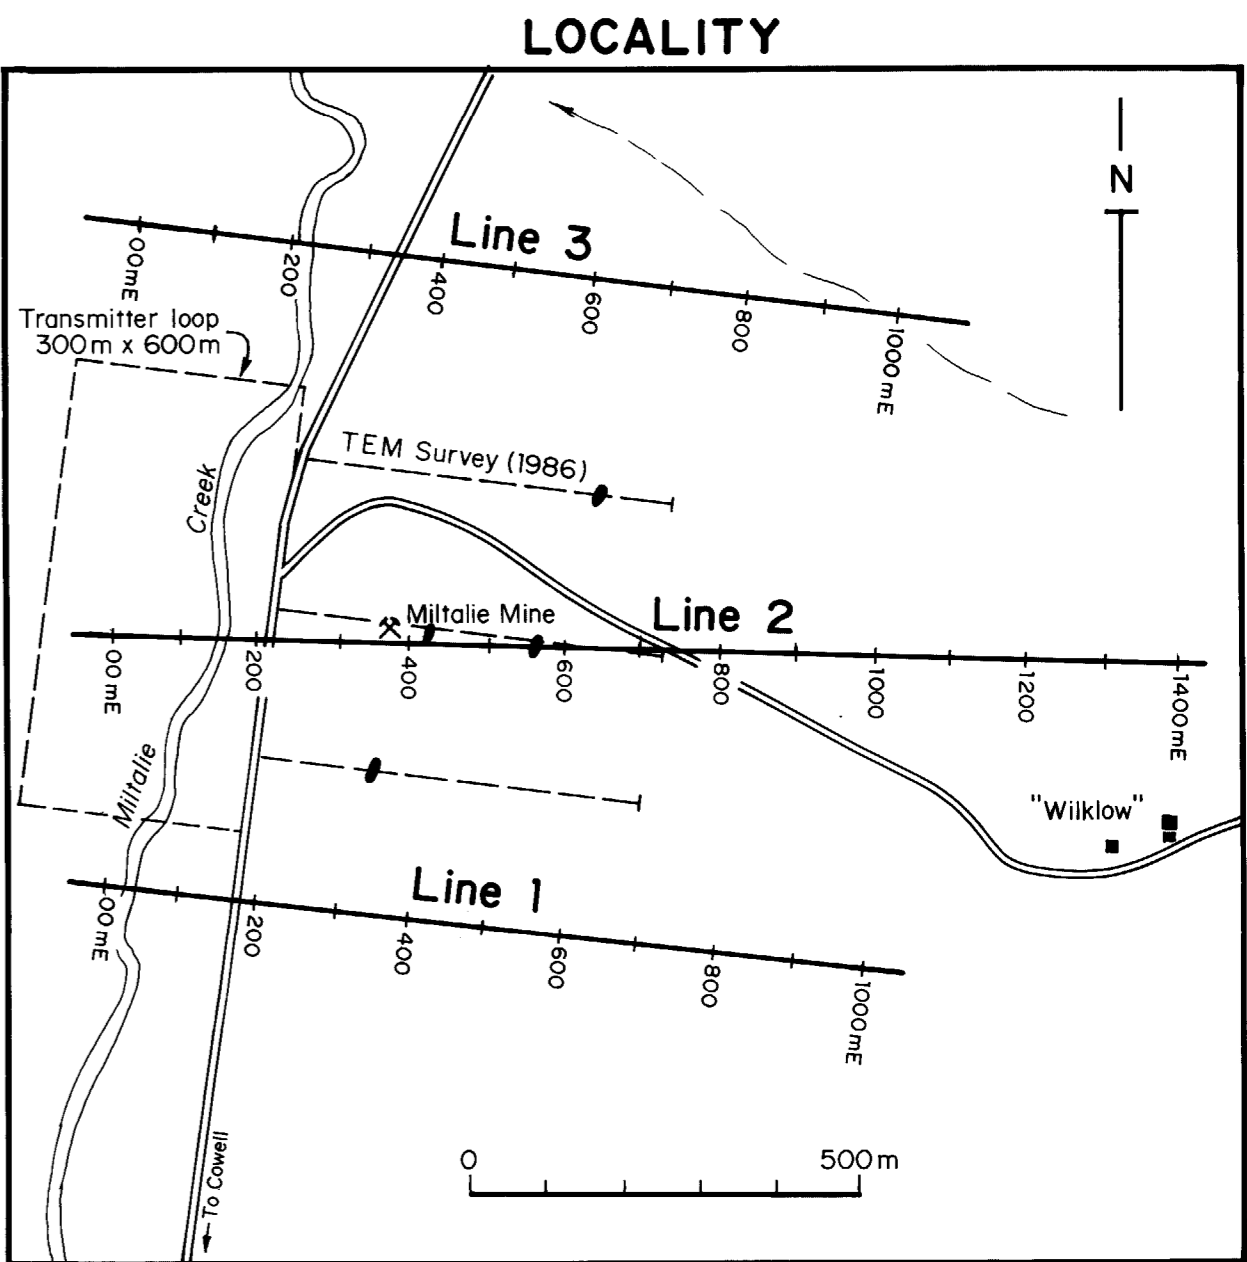 LOCALITY
N
Line 3
00mE
200
400
600
800
1000mE
Transmitter loop
300m x 600m
TEM Survey (1986)
Creek
Miltalie Mine
Line 2
00mE
200
400
600
800
1000
1200
1400mE
Miltalie
"Wilklow"
Line 1
00mE
200
400
600
800
1000mE
To Cowell
0 500m